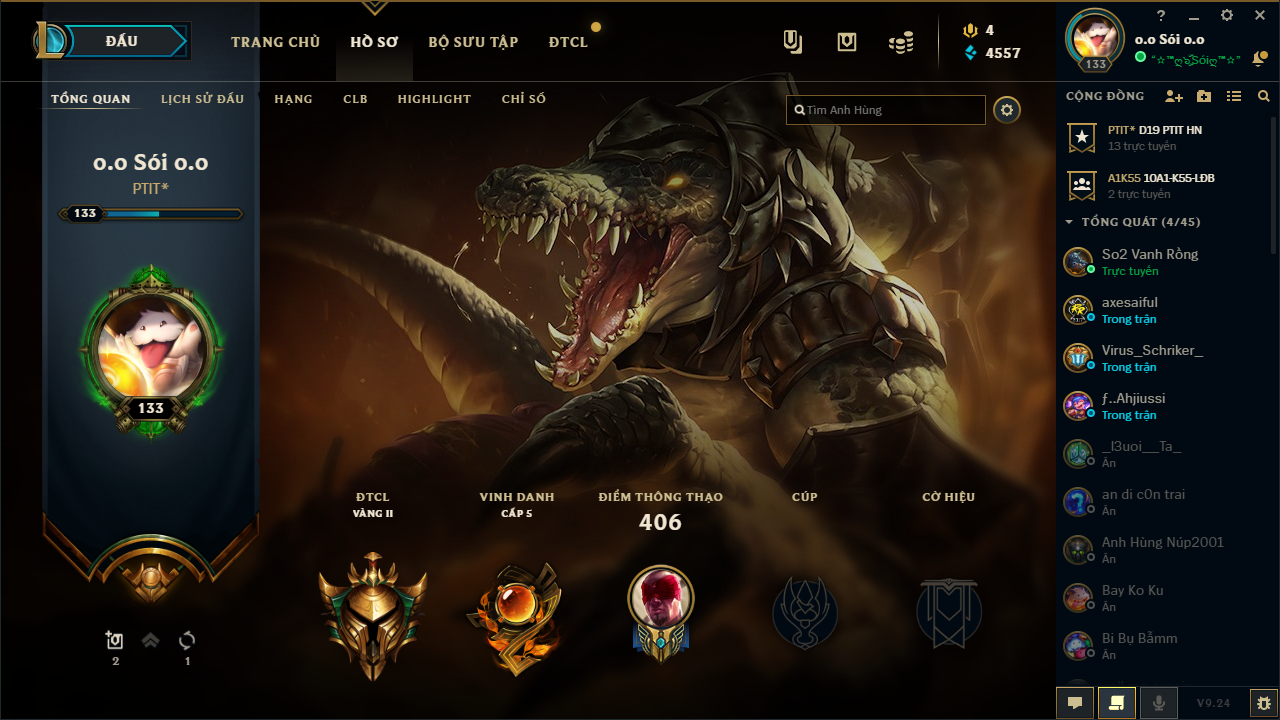 ĐẤU
TRANG CHỦ
HỒ SƠ
BỘ SƯU TẬP
ĐTCL
4
4557
?
o.o Sói o.o
133
TỔNG QUAN
LỊCH SỬ ĐẤU
HẠNG
CLB
HIGHLIGHT
CHỈ SỐ
Tìm Anh Hùng
o.o Sói o.o
PTIT*
133
133
2
1
ĐTCL
VÀNG II
VINH DANH
CẤP 5
ĐIỂM THÔNG THẠO
406
CÚP
CỜ HIỆU
CỘNG ĐỒNG
PTIT* D19 PTIT HN
13 trực tuyến
A1K55 10A1-K55-LĐB
2 trực tuyến
TỔNG QUÁT (4/45)
So2 Vanh Rồng
Trực tuyến
axesaiful
Trong trận
Virus_Schriker_
Trong trận
ƒ..Ahjiussi
Trong trận
_l3uoi__Ta_
Ẩn
an di c0n trai
Ẩn
Anh Hùng Núp2001
Ẩn
Bay Ko Ku
Ẩn
Bi Bụ Bẫmm
Ẩn
V9.24